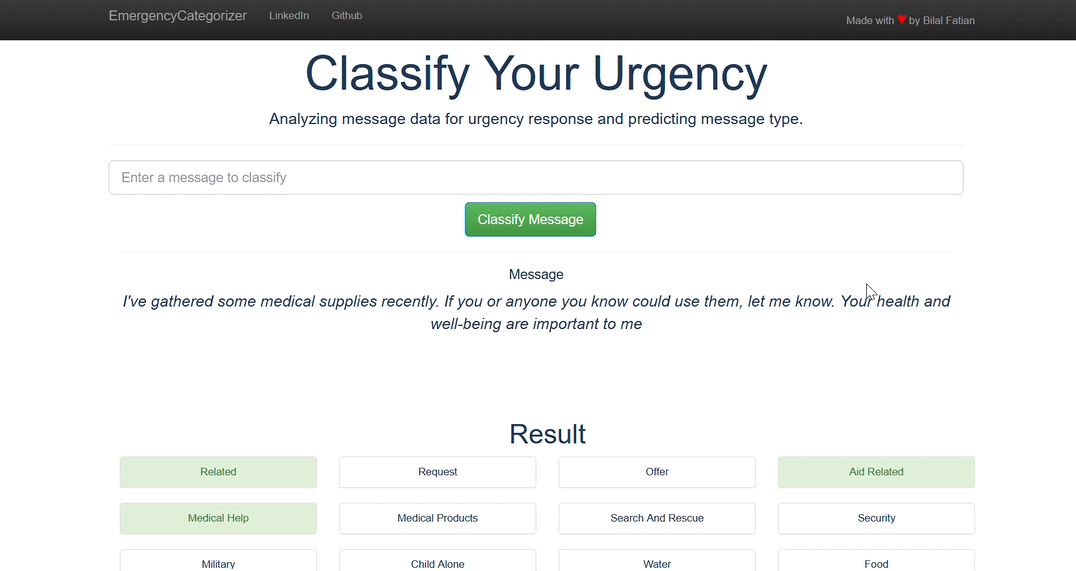 EmergencyCategorizer LinkedIn Github
Made with by Bilal Fatian
Classify Your Urgency
Analyzing message data for urgency response and predicting message type.
Enter a message to classify
Classify Message
Message
I've gathered some medical supplies recently. If you or anyone you know could use them, let me know. Your health and
well-being are important to me
Result
Related Request Offer Aid Related
Medical Help Medical Products Search And Rescue Security
Military Child Alone Water Food